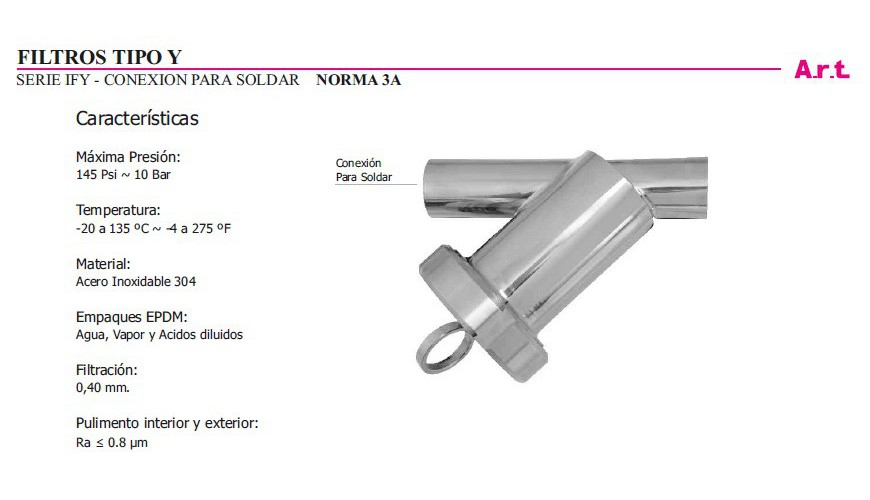 FILTROS TIPO Y
SERIE IFY - CONEXION PARA SOLDAR NORMA 3A
A.r.t.
Características
Máxima Presión:
145 Psi ~ 10 Bar
Temperatura:
-20 a 135 ºC ~ -4 a 275 ºF
Material:
Acero Inoxidable 304
Empaques EPDM:
Agua, Vapor y Acidos diluidos
Filtración:
0,40 mm.
Pulimento interior y exterior:
Ra ≤ 0.8 µm
Conexión
Para Soldar